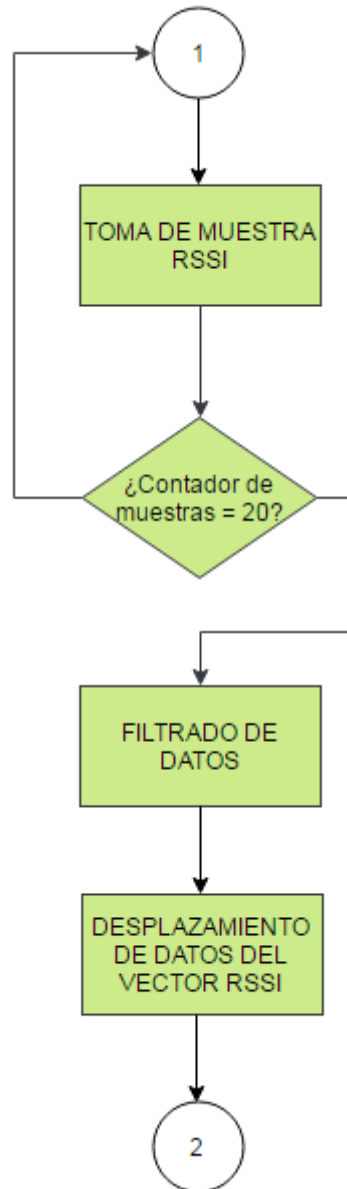 1
TOMA DE MUESTRA
RSSI
¿Contador de
muestras = 20?
FILTRADO DE
DATOS
DESPLAZAMIENTO
DE DATOS DEL
VECTOR RSSI
2